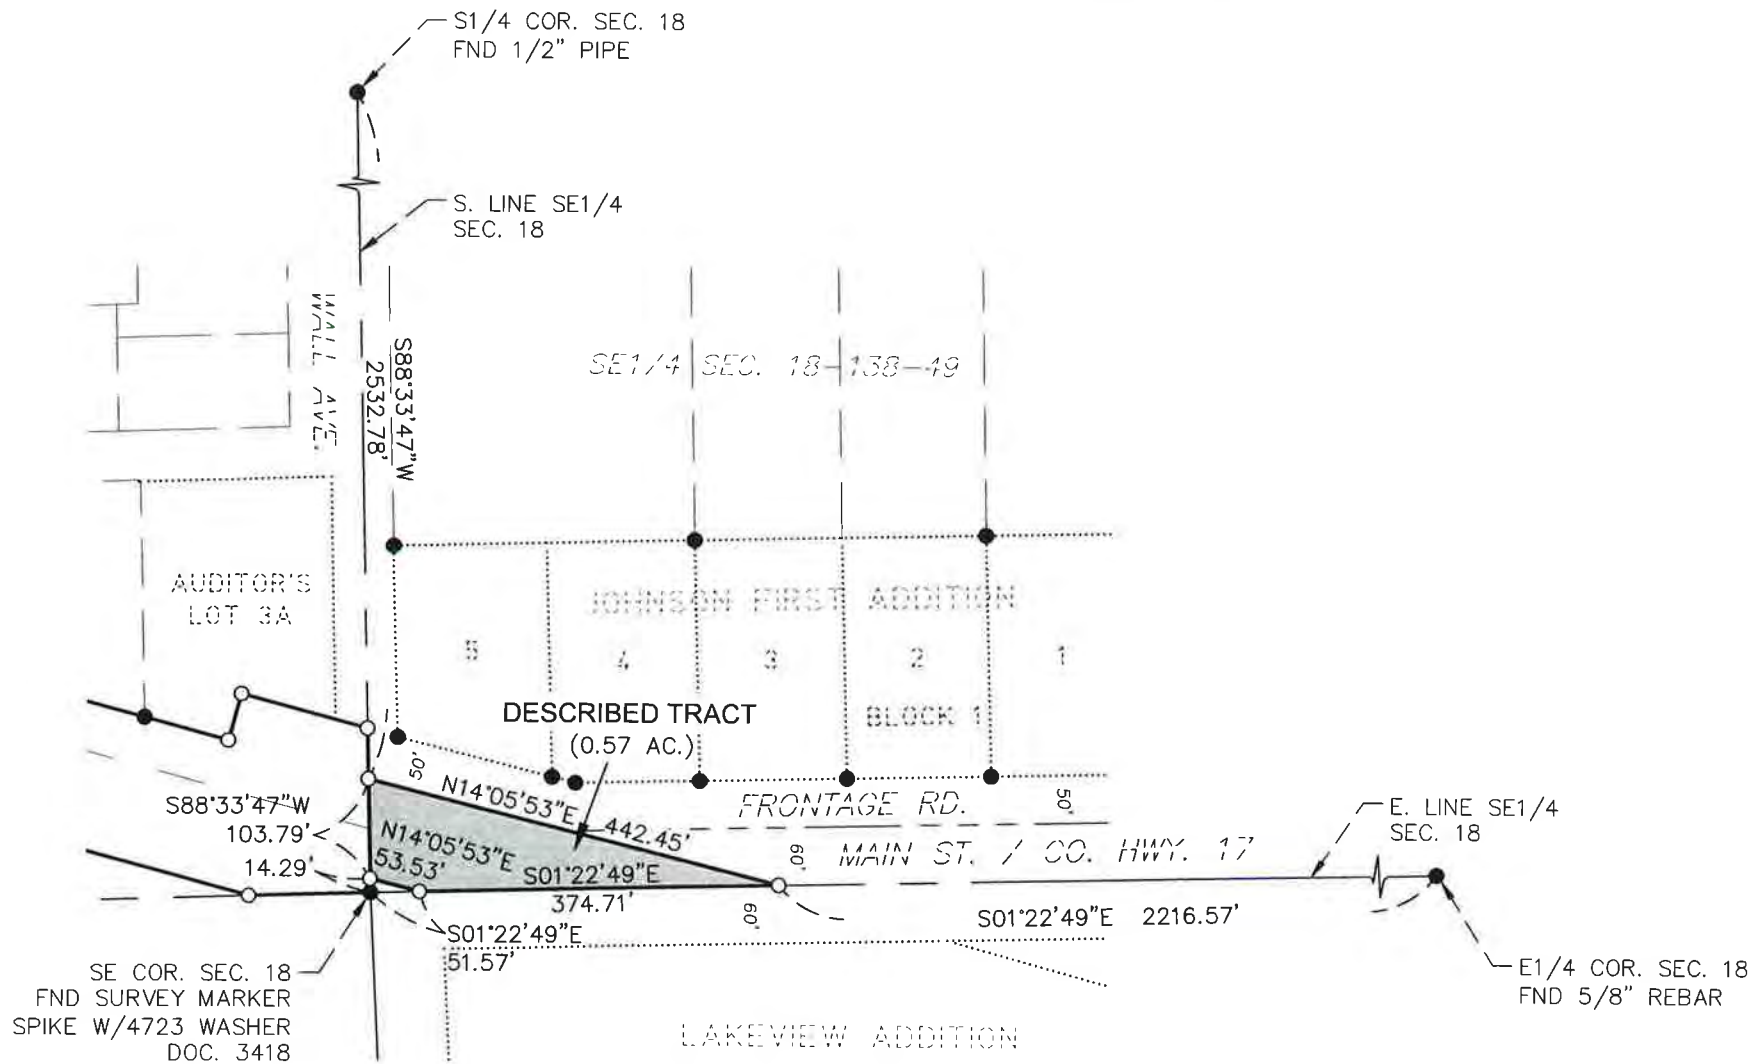 S1/4 COR. SEC. 18
FND 1/2" PIPE
S. LINE SE1/4
SEC. 18
WALL AVE.
S88°33'47"W
2532.78'
SE1/4 SEC. 18-138-49
AUDITOR'S
LOT 3A
JOHNSON FIRST ADDITION
5
4
3
2
1
BLOCK 1
DESCRIBED TRACT
(0.57 AC.)
50'
N14°05'53"E
442.45'
FRONTAGE RD.
50'
E. LINE SE1/4
SEC. 18
S88°33'47"W
103.79'
14.29'
N14°05'53"E
53.53'
S01°22'49"E
374.71'
60'
MAIN ST. / CO. HWY. 17
60'
S01°22'49"E 2216.57'
S01°22'49"E
51.57'
SE COR. SEC. 18
FND SURVEY MARKER
SPIKE W/4723 WASHER
DOC. 3418
E1/4 COR. SEC. 18
FND 5/8" REBAR
LAKEVIEW ADDITION